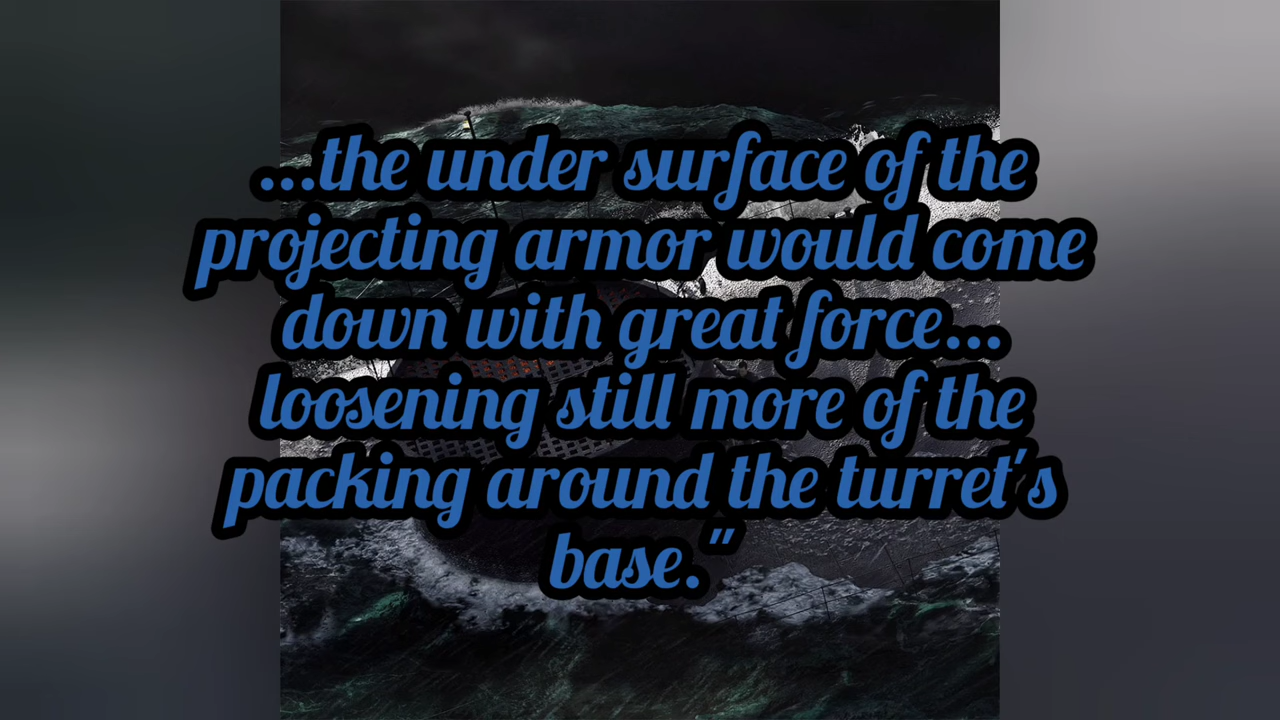 ...the under surface of the
projecting armor would come
down with great force...
loosening still more of the
packing around the turret's
base."